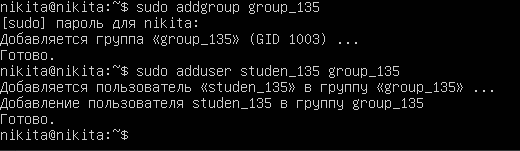 nikita@nikita:~$ sudo addgroup group_135
[sudo] пароль для nikita:
Добавляется группа «group_135» (GID 1003) ...
Готово.
nikita@nikita:~$ sudo adduser studen_135 group_135
Добавляется пользователь «studen_135» в группу «group_135» ...
Добавление пользователя studen_135 в группу group_135
Готово.
nikita@nikita:~$